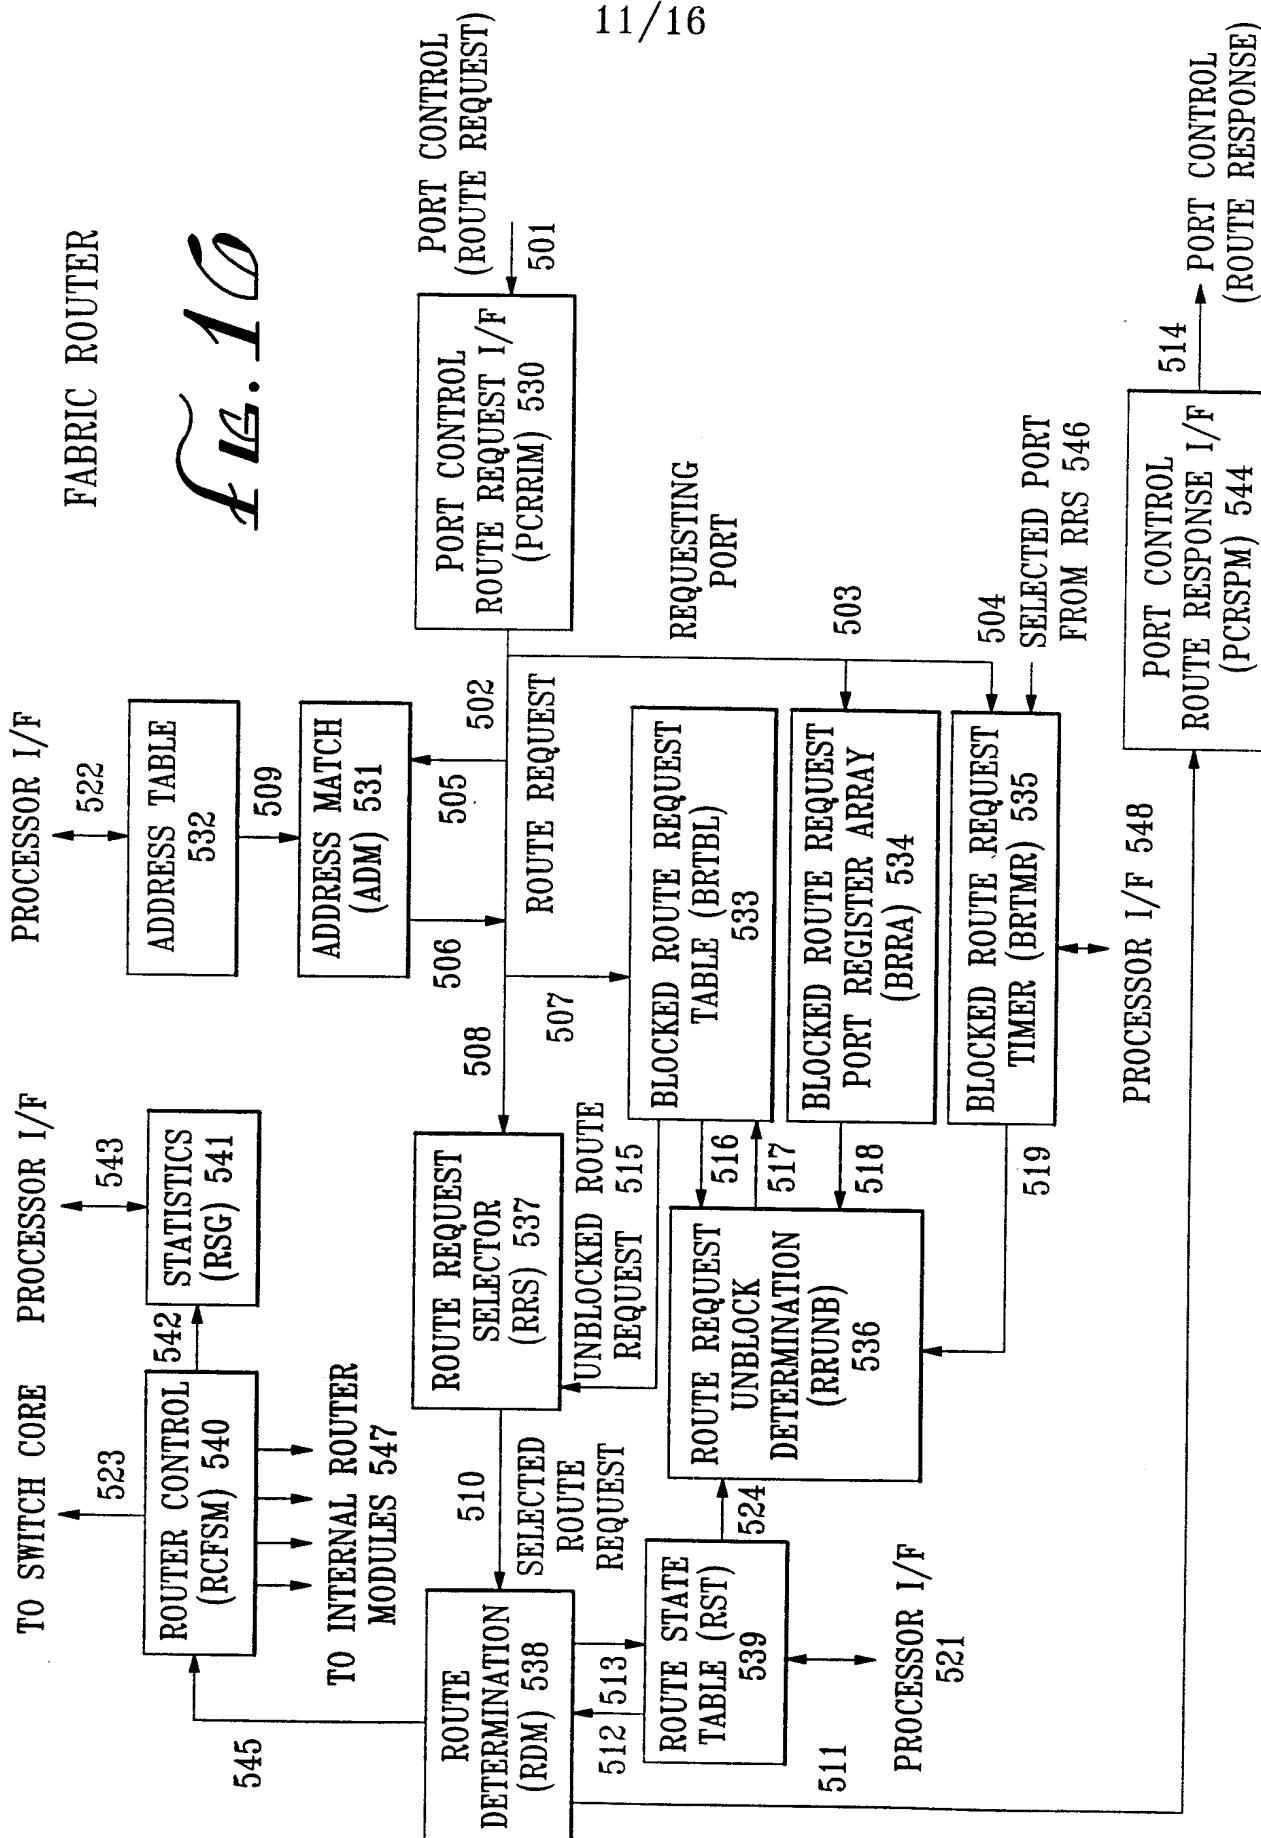 11/16
FABRIC ROUTER
FIG. 16
PORT CONTROL
(ROUTE REQUEST)
501
PORT CONTROL
ROUTE REQUEST I/F
(PCRRIM) 530
PROCESSOR I/F
522
ADDRESS TABLE
532
509
ADDRESS MATCH
(ADM) 531
505
502
506
ROUTE REQUEST
508
507
REQUESTING
PORT
503
504
SELECTED PORT
FROM RRS 546
BLOCKED ROUTE REQUEST
TABLE (BRTBL)
533
BLOCKED ROUTE REQUEST
PORT REGISTER ARRAY
(BRRA) 534
BLOCKED ROUTE REQUEST
TIMER (BRTMR) 535
PROCESSOR I/F 548
PORT CONTROL
ROUTE RESPONSE I/F
(PCRSPM) 544
514
PORT CONTROL
(ROUTE RESPONSE)
TO SWITCH CORE
523
PROCESSOR I/F
543
STATISTICS
(RSG) 541
542
ROUTER CONTROL
(RCFSM) 540
TO INTERNAL ROUTER
MODULES 547
545
ROUTE REQUEST
SELECTOR
(RRS) 537
UNBLOCKED ROUTE
REQUEST 515
516
517
518
519
ROUTE REQUEST
UNBLOCK
DETERMINATION
(RRUNB)
536
510
SELECTED
ROUTE
REQUEST
524
ROUTE
DETERMINATION
(RDM) 538
512
513
ROUTE STATE
TABLE (RST)
539
511
PROCESSOR I/F
521